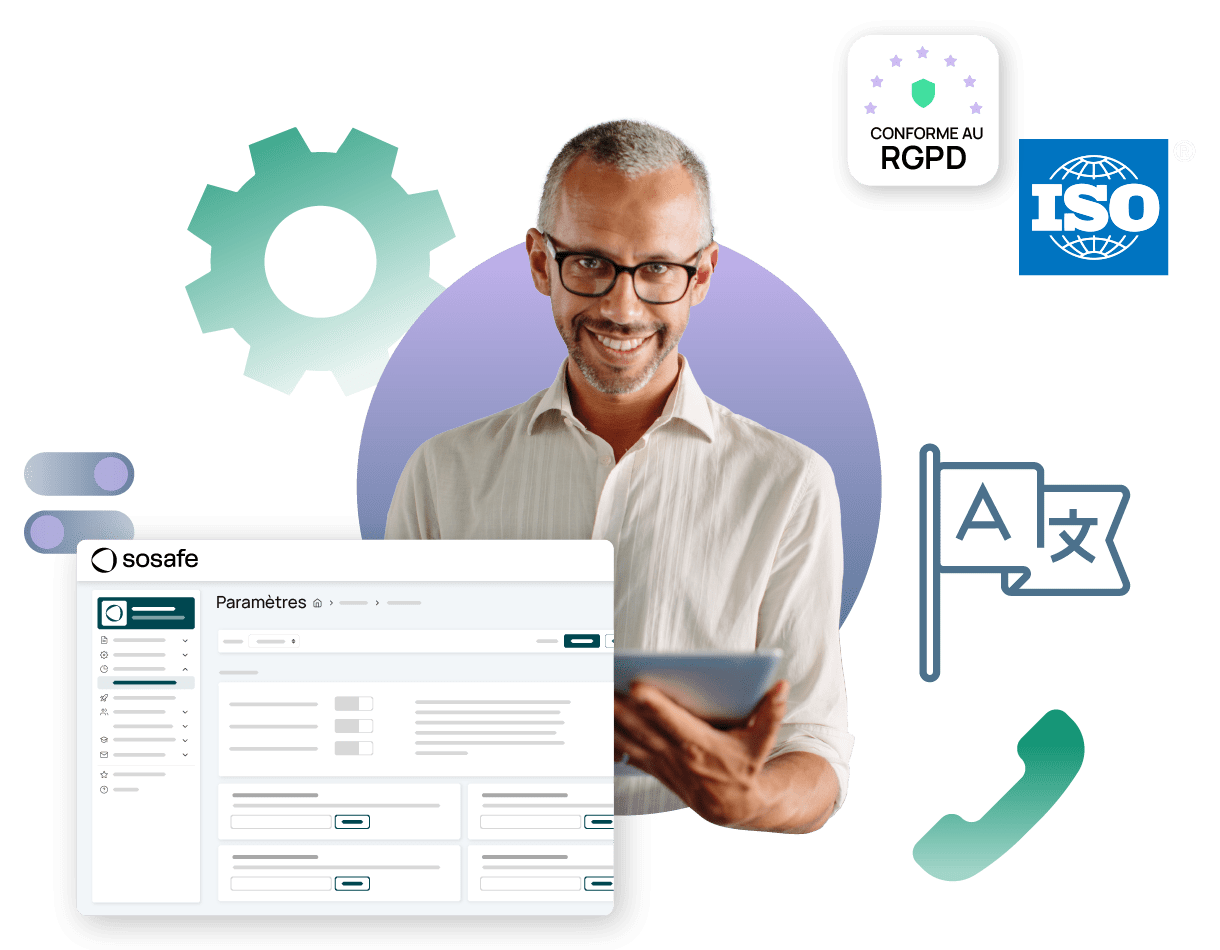 CONFORME AU
RGPD
ISO
A 文
sosafe
Paramètres